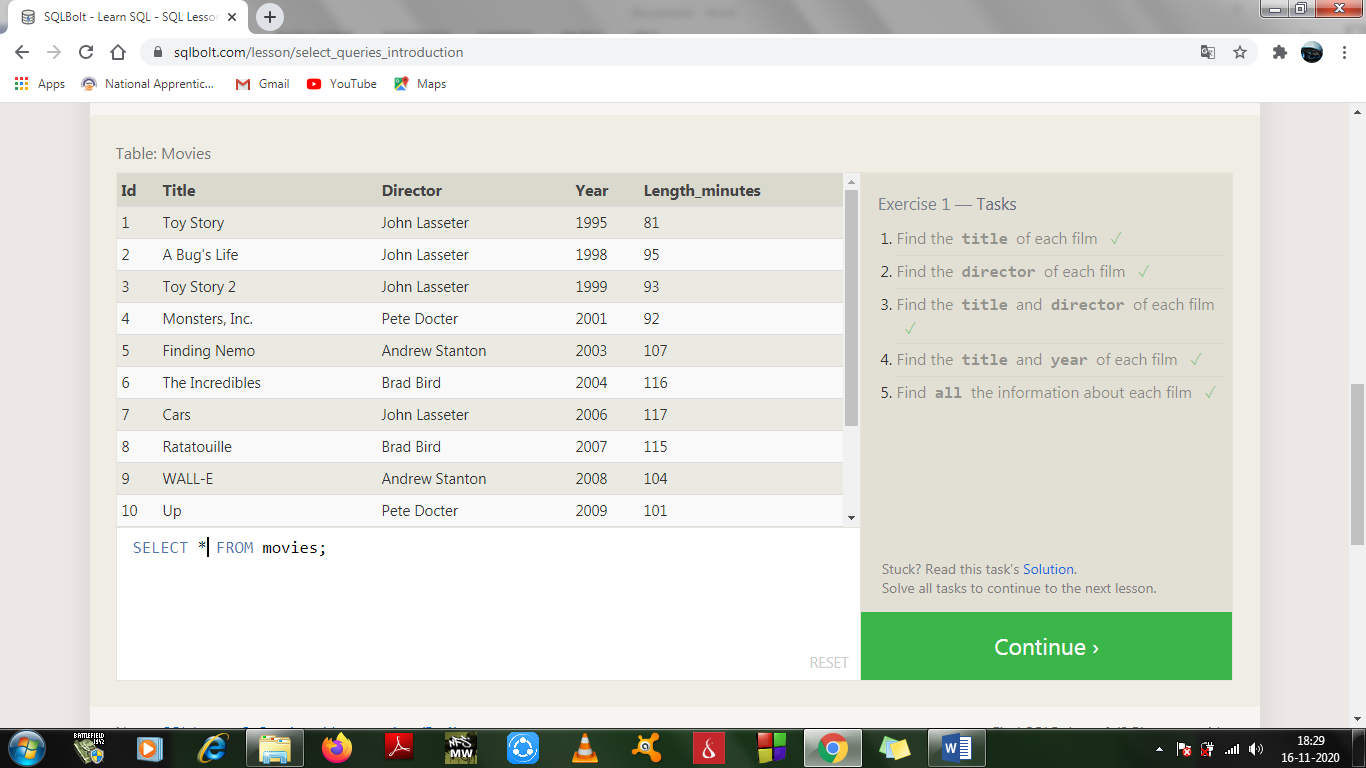 SQLBolt - Learn SQL - SQL Lesson
sqlbolt.com/lesson/select_queries_introduction
Apps National Apprentic... Gmail YouTube Maps
Table: Movies
Id Title Director Year Length_minutes
1 Toy Story John Lasseter 1995 81
2 A Bug's Life John Lasseter 1998 95
3 Toy Story 2 John Lasseter 1999 93
4 Monsters, Inc. Pete Docter 2001 92
5 Finding Nemo Andrew Stanton 2003 107
6 The Incredibles Brad Bird 2004 116
7 Cars John Lasseter 2006 117
8 Ratatouille Brad Bird 2007 115
9 WALL-E Andrew Stanton 2008 104
10 Up Pete Docter 2009 101
SELECT * FROM movies;
RESET
Exercise 1 — Tasks
1. Find the title of each film ✓
2. Find the director of each film ✓
3. Find the title and director of each film
✓
4. Find the title and year of each film ✓
5. Find all the information about each film ✓
Stuck? Read this task's Solution.
Solve all tasks to continue to the next lesson.
Continue ›
BATTLEFIELD
1942
NFS
MW
18:29
16-11-2020